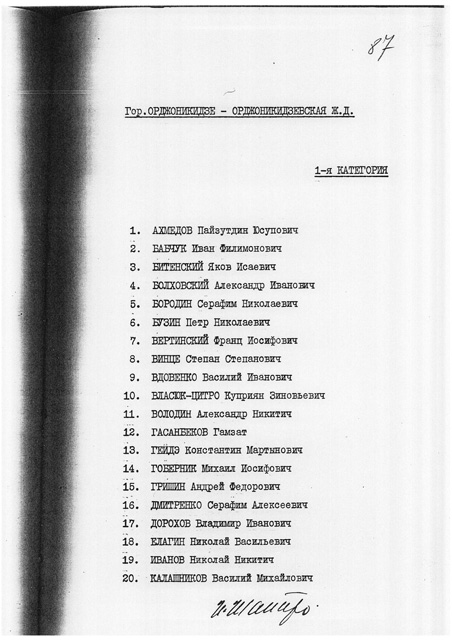 87
Гор.ОРДЖОНИКИДЗЕ - ОРДЖОНИКИДЗЕВСКАЯ Ж.Д.
1-я КАТЕГОРИЯ
1. АХМЕДОВ Пайзутдин Юсупович
2. БАБЧУК Иван Филимонович
3. БИТЕНСКИЙ Яков Исаевич
4. БОЛХОВСКИЙ Александр Иванович
5. БОРОДИН Серафим Николаевич
6. БУЗИН Петр Николаевич
7. ВЕРТИНСКИЙ Франц Иосифович
8. ВИНЦЕ Степан Степанович
9. ВДОВЕНКО Василий Иванович
10. ВЛАСЮК-ЦИТРО Куприян Зиновьевич
11. ВОЛОДИН Александр Никитич
12. ГАСАНБЕКОВ Гамзат
13. ГЕЙДЭ Константин Мартынович
14. ГОБЕРНИК Михаил Иосифович
15. ГРИШИН Андрей Федорович
16. ДМИТРЕНКО Серафим Алексеевич
17. ДОРОХОВ Владимир Иванович
18. ЕЛАГИН Николай Васильевич
19. ИВАНОВ Николай Никитич
20. КАЛАШНИКОВ Василий Михайлович